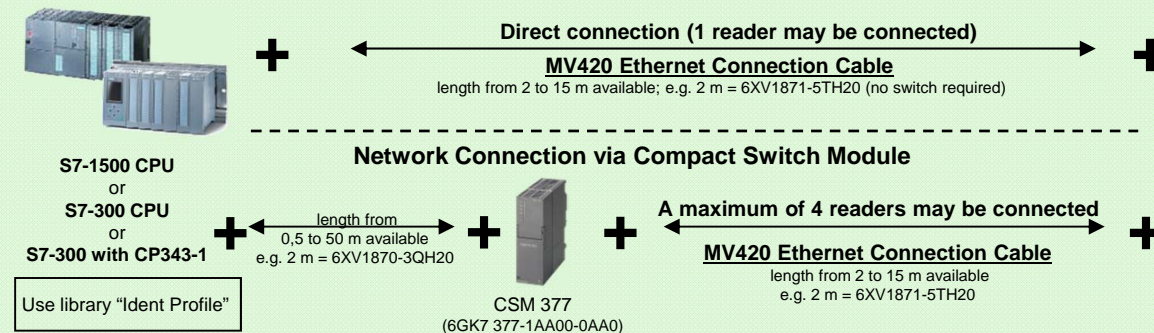 Direct connection (1 reader may be connected)
MV420 Ethernet Connection Cable
length from 2 to 15 m available; e.g. 2 m = 6XV1871-5TH20 (no switch required)
Network Connection via Compact Switch Module
S7-1500 CPU
or
S7-300 CPU
or
S7-300 with CP343-1
Use library “Ident Profile”
length from
0,5 to 50 m available
e.g. 2 m = 6XV1870-3QH20
CSM 377
(6GK7 377-1AA00-0AA0)
A maximum of 4 readers may be connected
MV420 Ethernet Connection Cable
length from 2 to 15 m available
e.g. 2 m = 6XV1871-5TH20